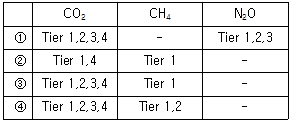 CO₂ CH₄ N₂O
① Tier 1,2,3,4 - Tier 1,2,3
② Tier 1,4 Tier 1 -
③ Tier 1,2,3,4 Tier 1 -
④ Tier 1,2,3,4 Tier 1,2 -